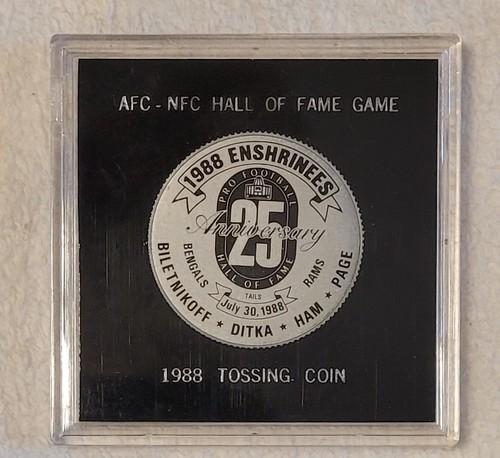 AFC - NFC HALL OF FAME GAME
1988 ENSHRINEES
PRO FOOTBALL
25
Anniversary
HALL OF FAME
BENGALS
RAMS
TAILS
July 30, 1988
BILETNIKOFF ★ DITKA ★ HAM ★ PAGE
1988 TOSSING COIN